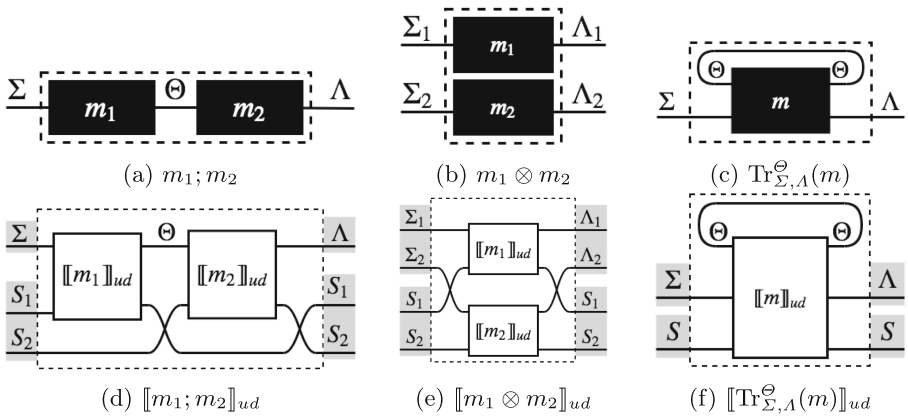 Σ Θ Λ
m₁ m₂
(a) m₁; m₂
Σ₁ Λ₁
m₁
Σ₂ Λ₂
m₂
(b) m₁ ⊗ m₂
Θ Θ
Σ m Λ
(c) Tr^Θ_{Σ,Λ}(m)
Σ Θ Λ
⟦m₁⟧ud ⟦m₂⟧ud
S₁ S₁
S₂ S₂
(d) ⟦m₁; m₂⟧ud
Σ₁ Λ₁
⟦m₁⟧ud
Σ₂ Λ₂
S₁ S₁
⟦m₂⟧ud
S₂ S₂
(e) ⟦m₁ ⊗ m₂⟧ud
Θ Θ
Σ ⟦m⟧ud Λ
S S
(f) ⟦Tr^Θ_{Σ,Λ}(m)⟧ud